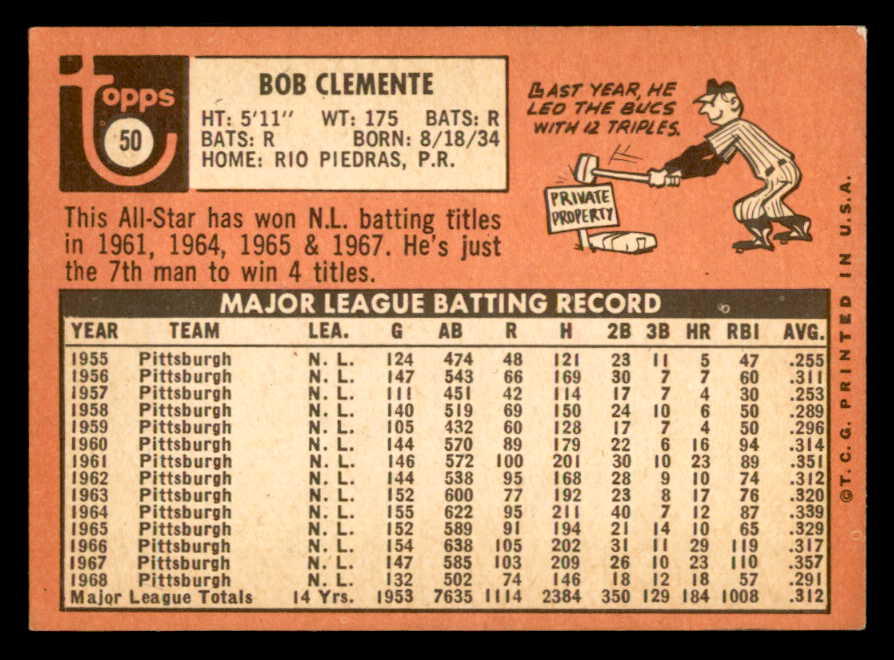 topps
50
BOB CLEMENTE
HT: 5'11" WT: 175 BATS: R
BATS: R BORN: 8/18/34
HOME: RIO PIEDRAS, P.R.
LAST YEAR, HE
LED THE BUCS
WITH 12 TRIPLES.
PRIVATE
PROPERTY
This All-Star has won N.L. batting titles
in 1961, 1964, 1965 & 1967. He's just
the 7th man to win 4 titles.
MAJOR LEAGUE BATTING RECORD
YEAR TEAM LEA. G AB R H 2B 3B HR RBI AVG.
1955 Pittsburgh N. L. 124 474 48 121 23 11 5 47 .255
1956 Pittsburgh N. L. 147 543 66 169 30 7 7 60 .311
1957 Pittsburgh N. L. 111 451 42 114 17 7 4 30 .253
1958 Pittsburgh N. L. 140 519 69 150 24 10 6 50 .289
1959 Pittsburgh N. L. 105 432 60 128 17 7 4 50 .296
1960 Pittsburgh N. L. 144 570 89 179 22 6 16 94 .314
1961 Pittsburgh N. L. 146 572 100 201 30 10 23 89 .351
1962 Pittsburgh N. L. 144 538 95 168 28 9 10 74 .312
1963 Pittsburgh N. L. 152 600 77 192 23 8 17 76 .320
1964 Pittsburgh N. L. 155 622 95 211 40 7 12 87 .339
1965 Pittsburgh N. L. 152 589 91 194 21 14 10 65 .329
1966 Pittsburgh N. L. 154 638 105 202 31 11 29 119 .317
1967 Pittsburgh N. L. 147 585 103 209 26 10 23 110 .357
1968 Pittsburgh N. L. 132 502 74 146 18 12 18 57 .291
Major League Totals 14 Yrs. 1953 7635 1114 2384 350 129 184 1008 .312
©T. C. G. PRINTED IN U.S.A.